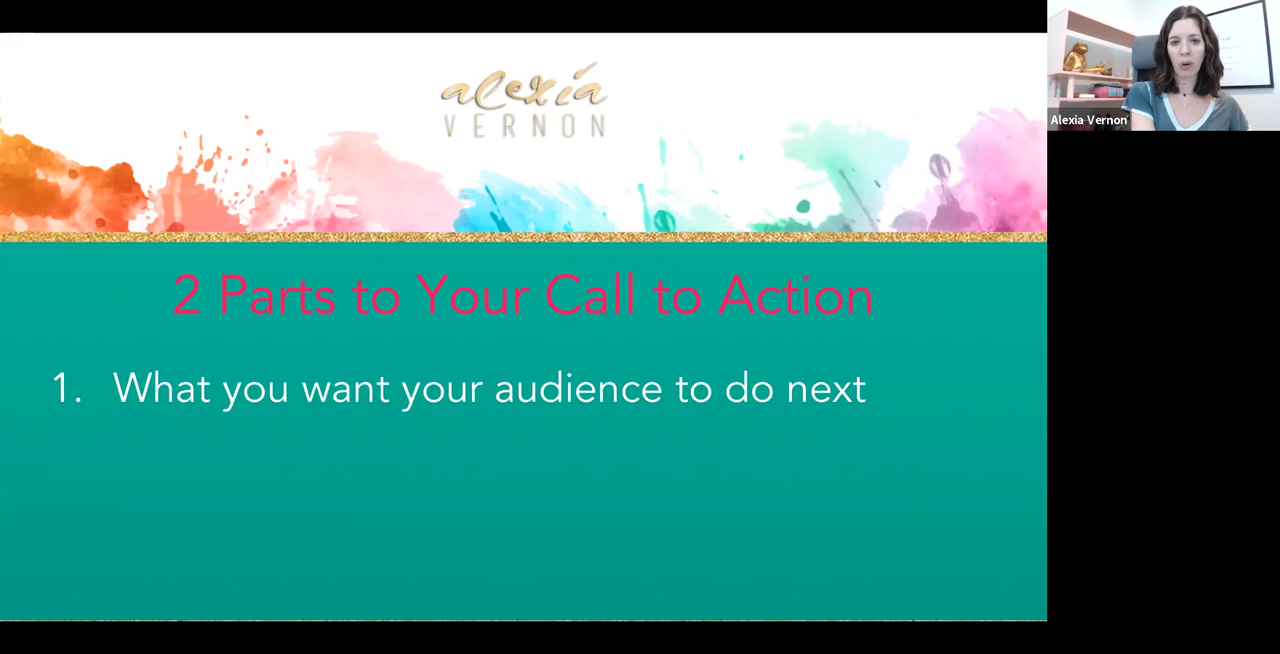 alexia
VERNON
Alexia Vernon
2 Parts to Your Call to Action
1. What you want your audience to do next